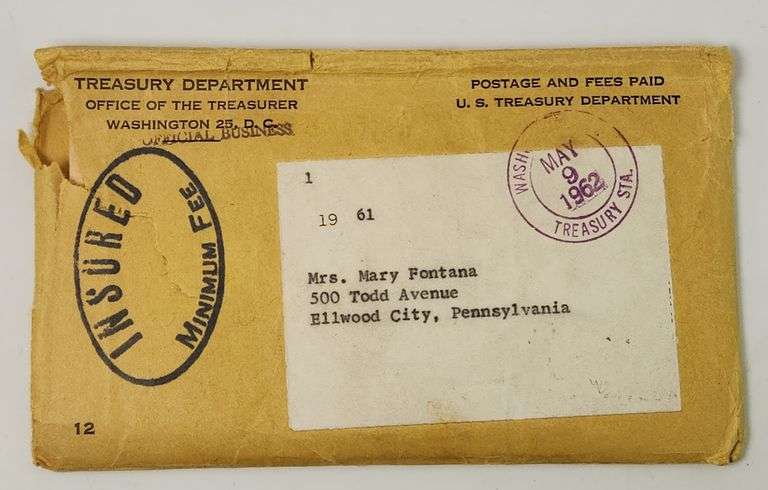 TREASURY DEPARTMENT
OFFICE OF THE TREASURER
WASHINGTON 25, D. C.
OFFICIAL BUSINESS
POSTAGE AND FEES PAID
U. S. TREASURY DEPARTMENT
WASH.
MAY
9
1962
TREASURY STA.
INSURED
MINIMUM FEE
1
19 61
Mrs. Mary Fontana
500 Todd Avenue
Ellwood City, Pennsylvania
12